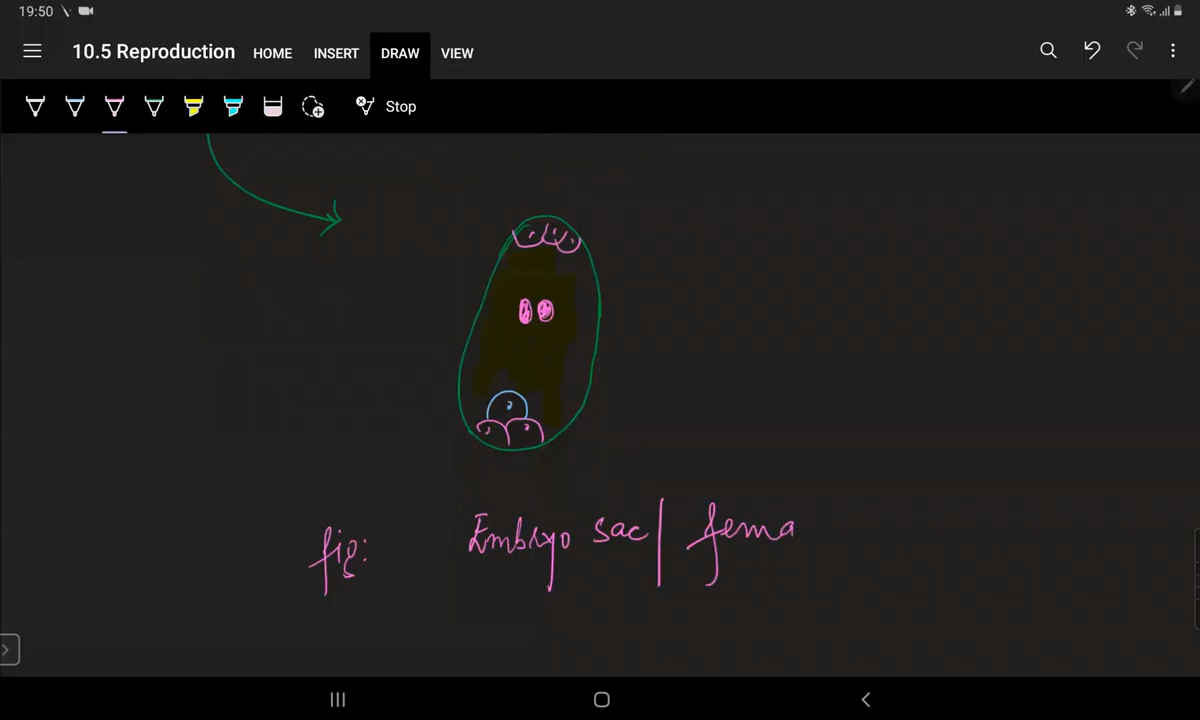 19:50
10.5 Reproduction HOME INSERT DRAW VIEW
Stop
fig: Embryo sac/ fema